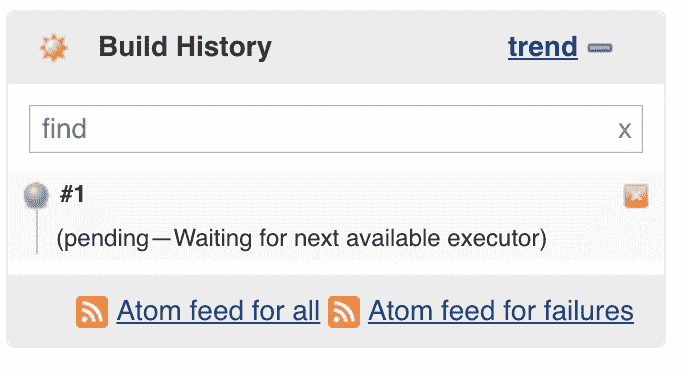 Build History trend
find x
#1
(pending—Waiting for next available executor)
Atom feed for all Atom feed for failures